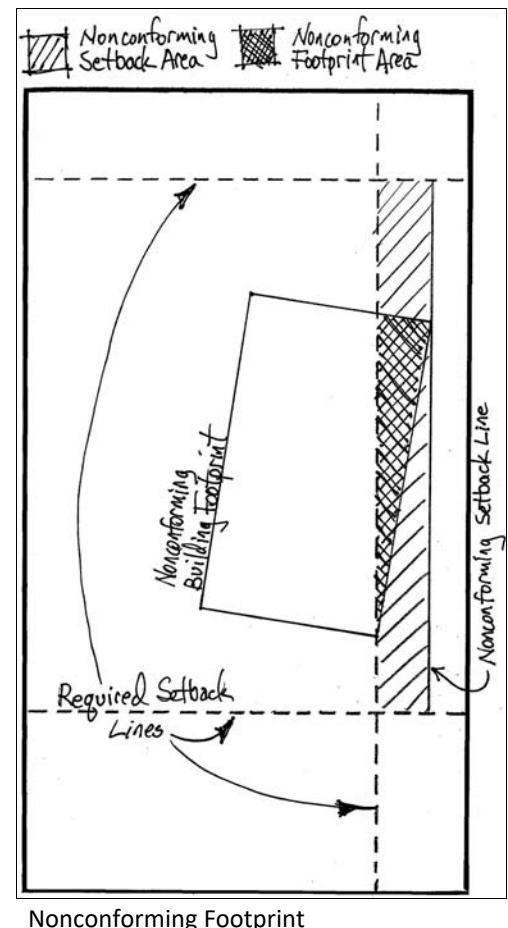 Nonconforming
Setback Area
Nonconforming
Footprint Area
Nonconforming
Building Footprint
Nonconforming Setback Line
Required Setback
Lines
Nonconforming Footprint